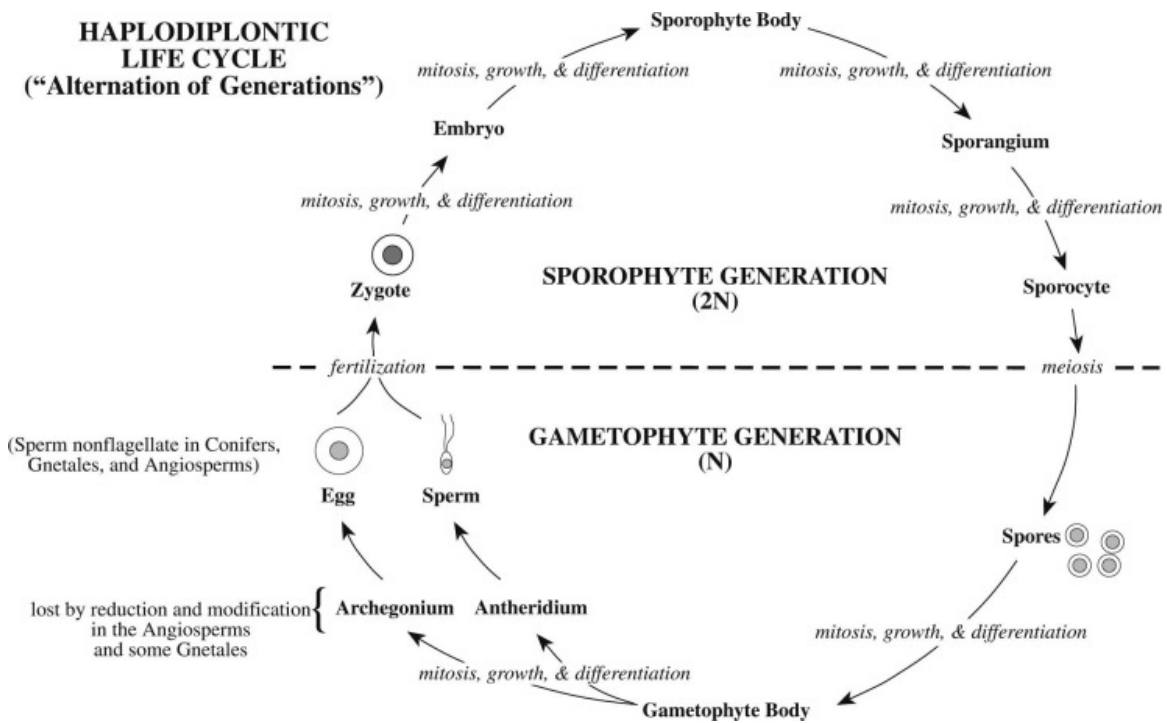 HAPLODIPLONTIC
LIFE CYCLE
(“Alternation of Generations”)
Sporophyte Body
mitosis, growth, & differentiation
mitosis, growth, & differentiation
Embryo
Sporangium
mitosis, growth, & differentiation
mitosis, growth, & differentiation
Zygote
SPOROPHYTE GENERATION
(2N)
Sporocyte
fertilization
meiosis
(Sperm nonflagellate in Conifers,
Gnetales, and Angiosperms)
GAMETOPHYTE GENERATION
(N)
Egg
Sperm
Spores
lost by reduction and modification
in the Angiosperms
and some Gnetales
{
Archegonium
Antheridium
mitosis, growth, & differentiation
mitosis, growth, & differentiation
Gametophyte Body